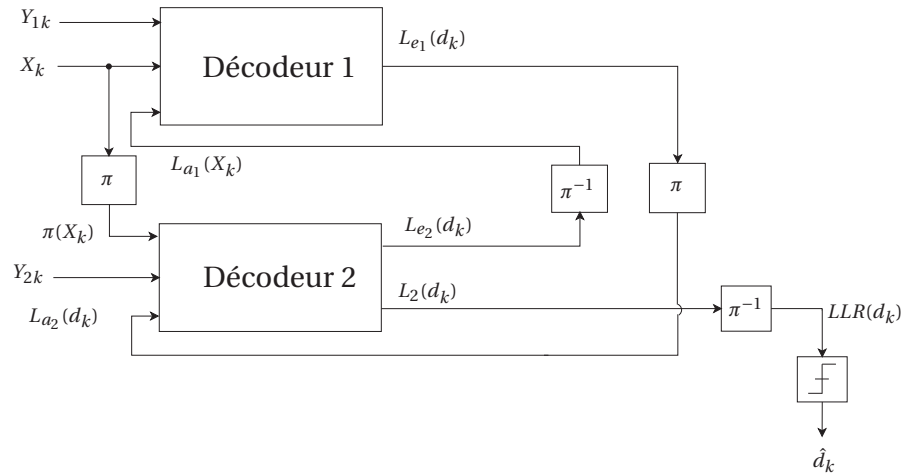 Y₁ₖ
Lₑ₁(dₖ)
Xₖ
Décodeur 1
Lₐ₁(Xₖ)
π
π⁻¹
π
π(Xₖ)
Lₑ₂(dₖ)
Y₂ₖ
Décodeur 2
L₂(dₖ)
Lₐ₂(dₖ)
π⁻¹
LLR(dₖ)
d̂ₖ